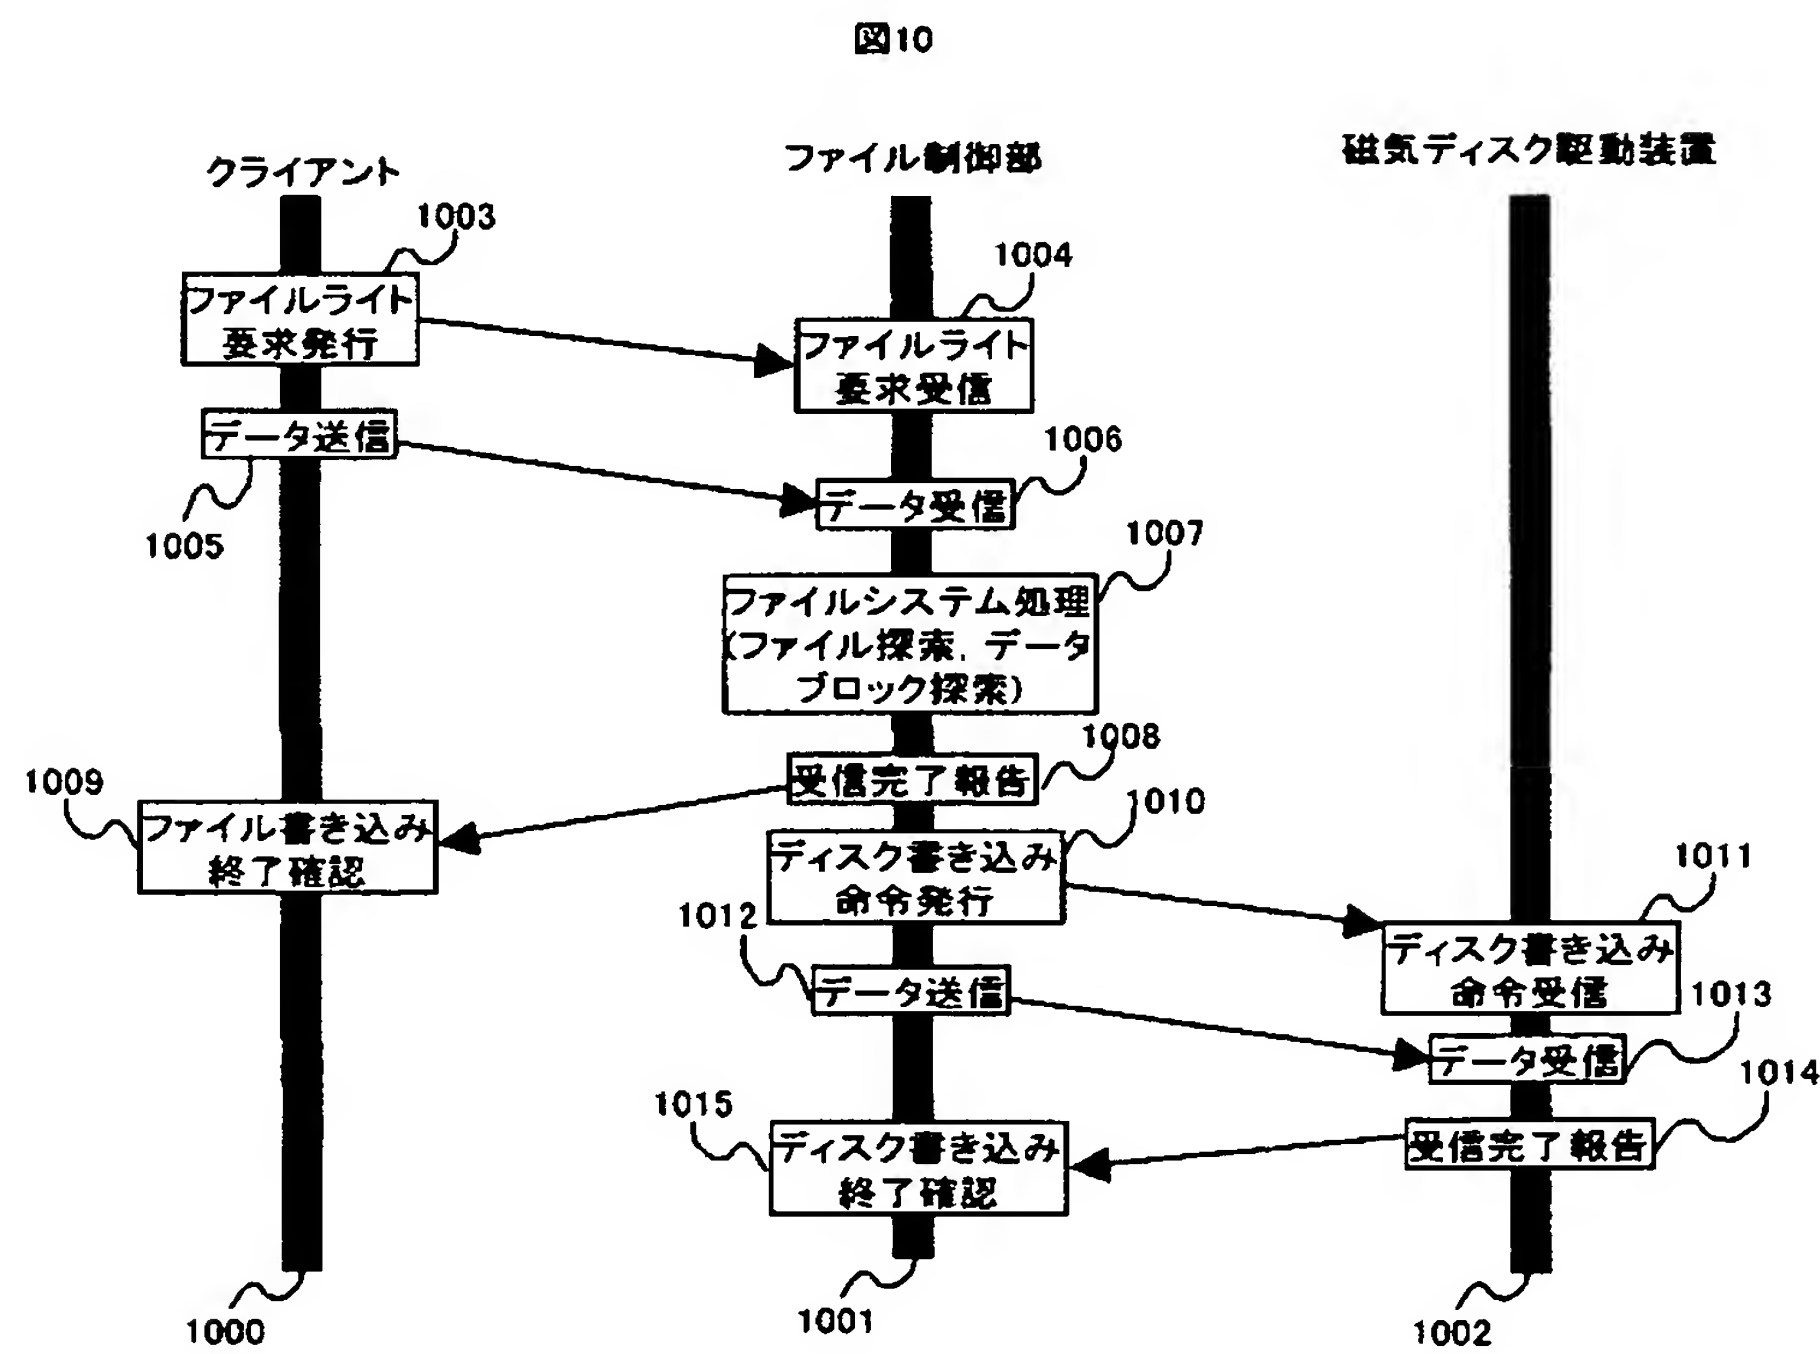 図10
クライアント
ファイル制御部
磁気ディスク駆動装置
1003
ファイルライト
要求発行
1004
ファイルライト
要求受信
データ送信
1005
1006
データ受信
1007
ファイルシステム処理
(ファイル探索, データ
ブロック探索)
1008
受信完了報告
1009
ファイル書き込み
終了確認
1010
ディスク書き込み
命令発行
1011
ディスク書き込み
命令受信
1012
データ送信
1013
データ受信
1014
受信完了報告
1015
ディスク書き込み
終了確認
1000
1001
1002